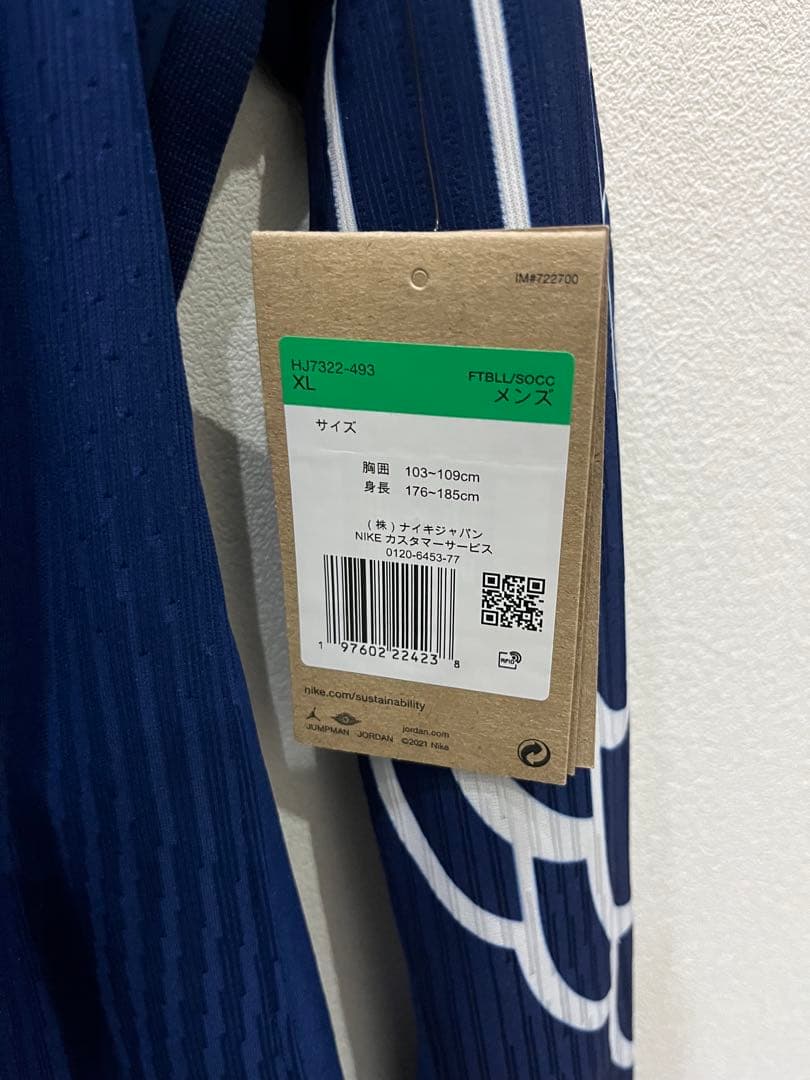 IM#722700
HJ7322-493
XL
FTBLL/SOCC
メンズ
サイズ
胸囲 103~109cm
身長 176~185cm
(株)ナイキジャパン
NIKE カスタマーサービス
0120-6453-77
1 97602 22423 8
RFID
nike.com/sustainability
JUMPMAN JORDAN
jordan.com
©2021 Nike